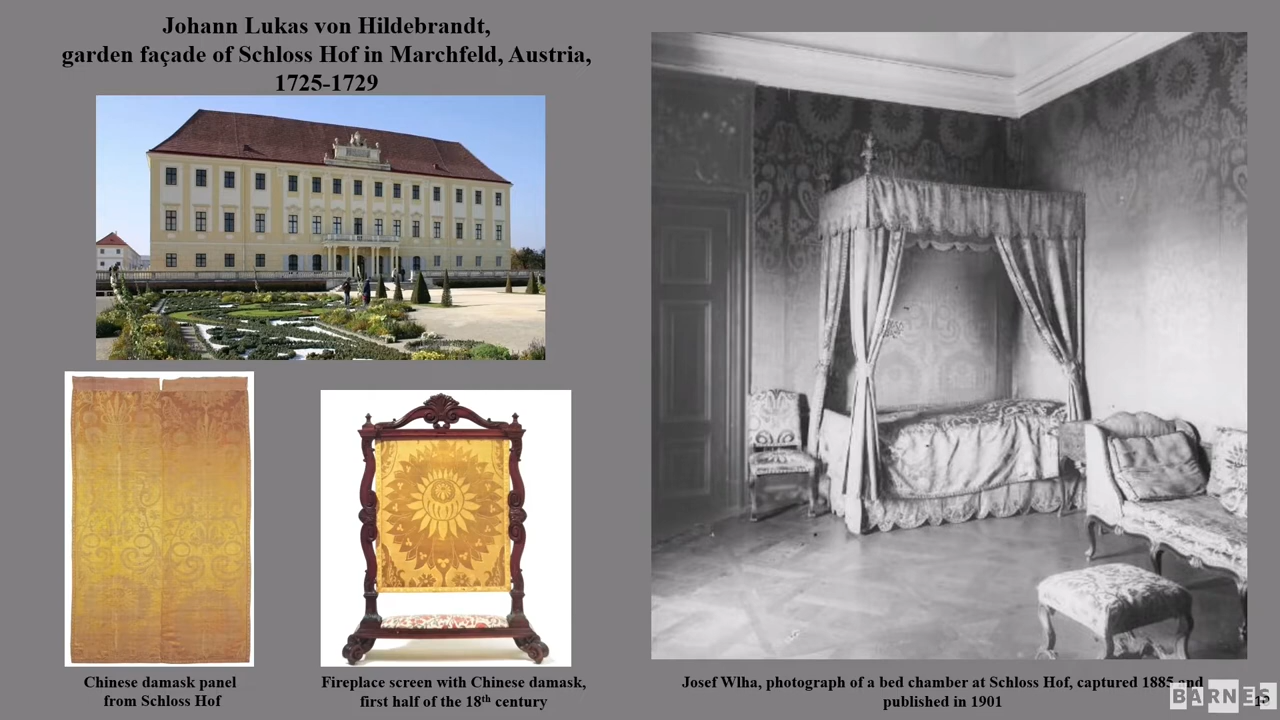 Johann Lukas von Hildebrandt,
garden façade of Schloss Hof in Marchfeld, Austria,
1725-1729
Chinese damask panel
from Schloss Hof
Fireplace screen with Chinese damask,
first half of the 18th century
Josef Wlha, photograph of a bed chamber at Schloss Hof, captured 1885 and
published in 1901
BARNES